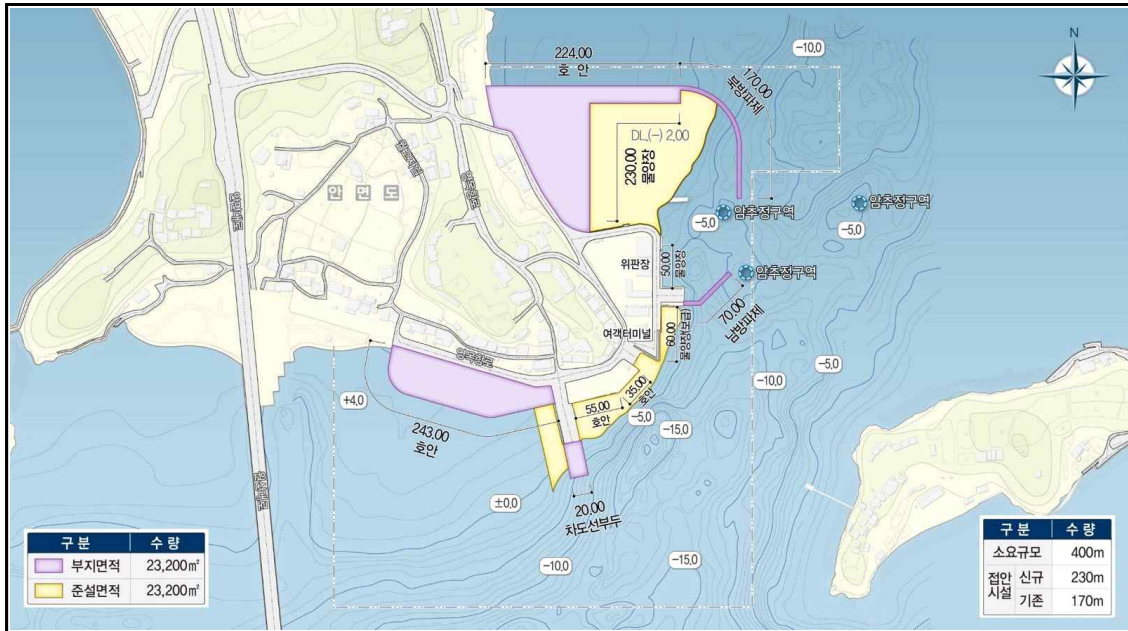 224.00
호 안
170.00
북방파제
-10.0
N
DL.(-) 2.00
230.00
물양장
안 면 도
암추정구역
-5.0
암추정구역
-5.0
위판장
50.00
물양장
암추정구역
여객터미널
60.00
70.00
남방파제
-10.0
-5.0
+4.0
243.00
호안
55.00
호안
35.00
호안
-5.0
-15.0
±0.0
20.00
차도선부두
-10.0
-15.0
구 분 수 량
부지면적 23,200㎡
준설면적 23,200㎡
구 분 수 량
소요규모 400m
접안시설 신규 230m
기존 170m